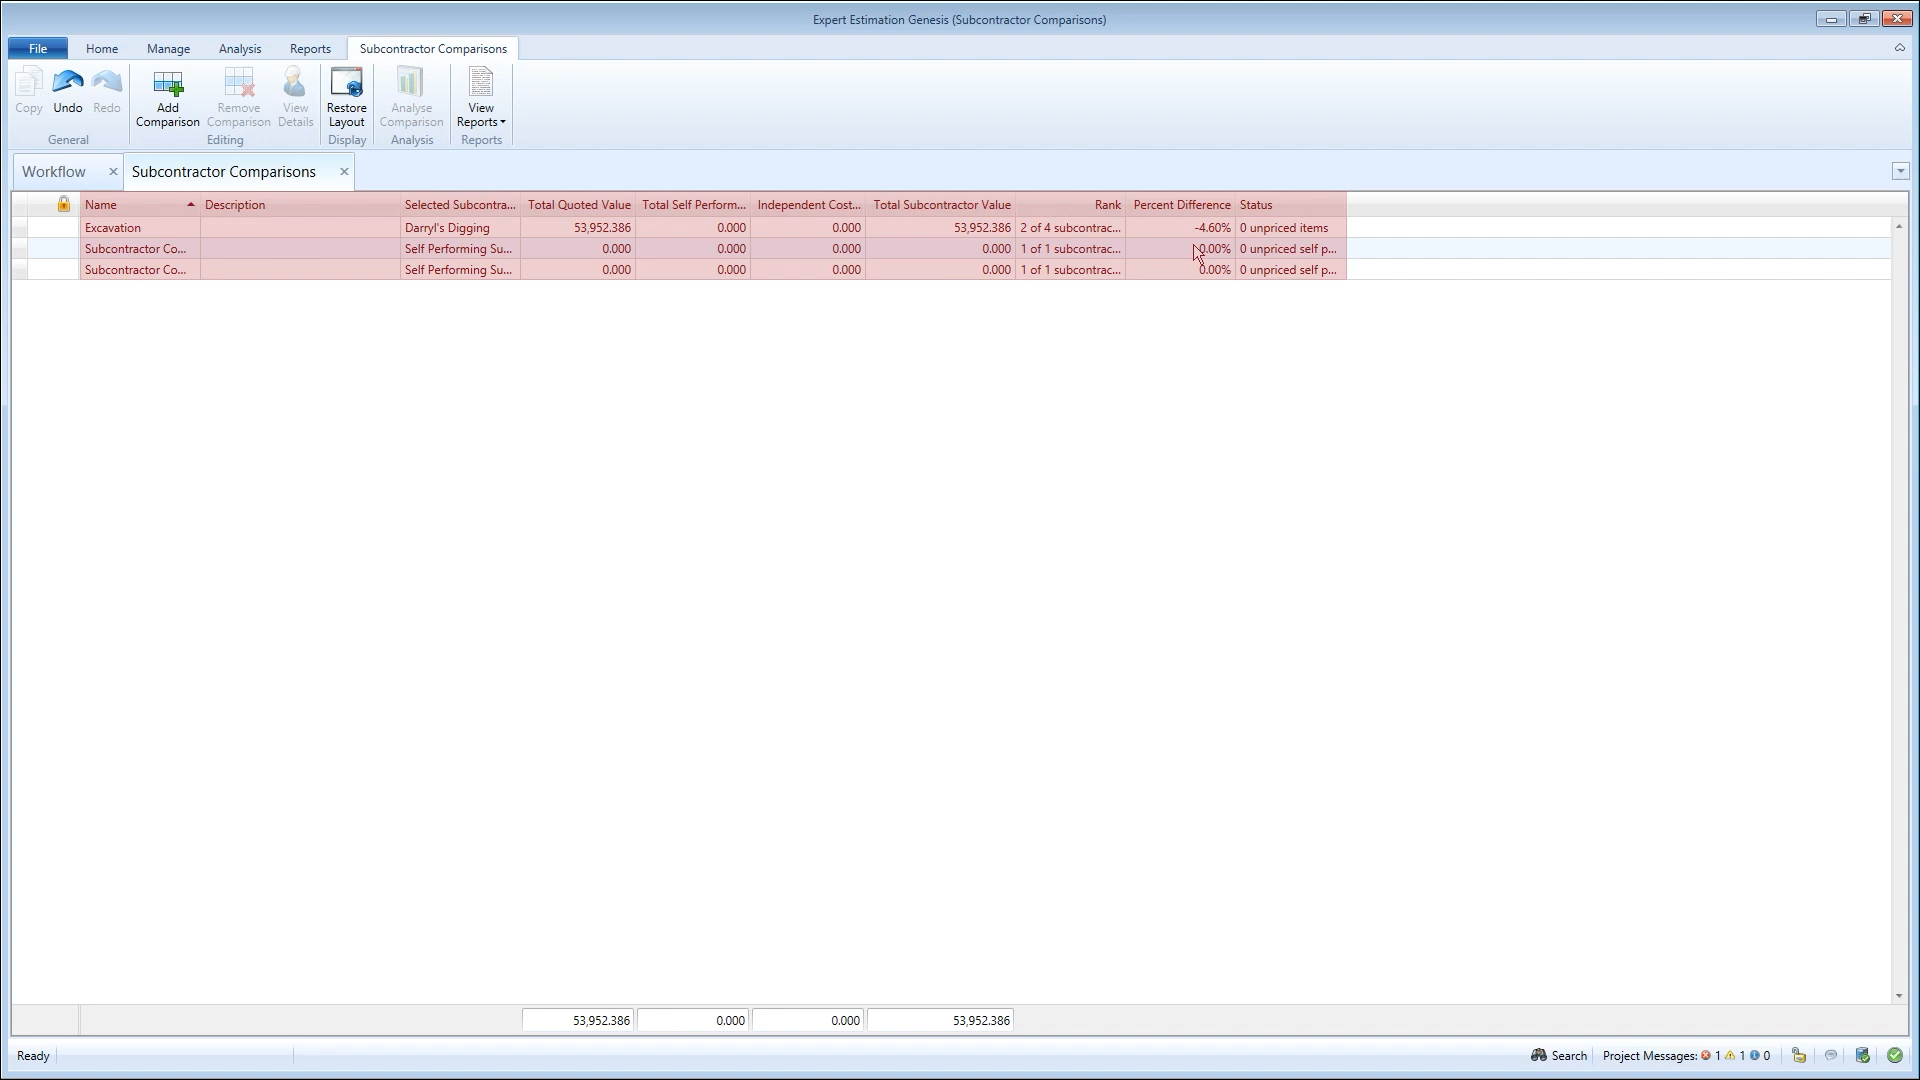 Expert Estimation Genesis (Subcontractor Comparisons)
File Home Manage Analysis Reports Subcontractor Comparisons
Copy Undo Redo Add Comparison Remove Comparison View Details Restore Layout Analyse Comparison View Reports
General Editing Display Analysis Reports
Workflow Subcontractor Comparisons
Name Description Selected Subcontra... Total Quoted Value Total Self Perform... Independent Cost... Total Subcontractor Value Rank Percent Difference Status
Excavation Darryl's Digging 53,952.386 0.000 0.000 53,952.386 2 of 4 subcontrac... -4.60% 0 unpriced items
Subcontractor Co... Self Performing Su... 0.000 0.000 0.000 0.000 1 of 1 subcontrac... 0.00% 0 unpriced self p...
Subcontractor Co... Self Performing Su... 0.000 0.000 0.000 0.000 1 of 1 subcontrac... 0.00% 0 unpriced self p...
53,952.386 0.000 0.000 53,952.386
Ready Search Project Messages: 1 1 0